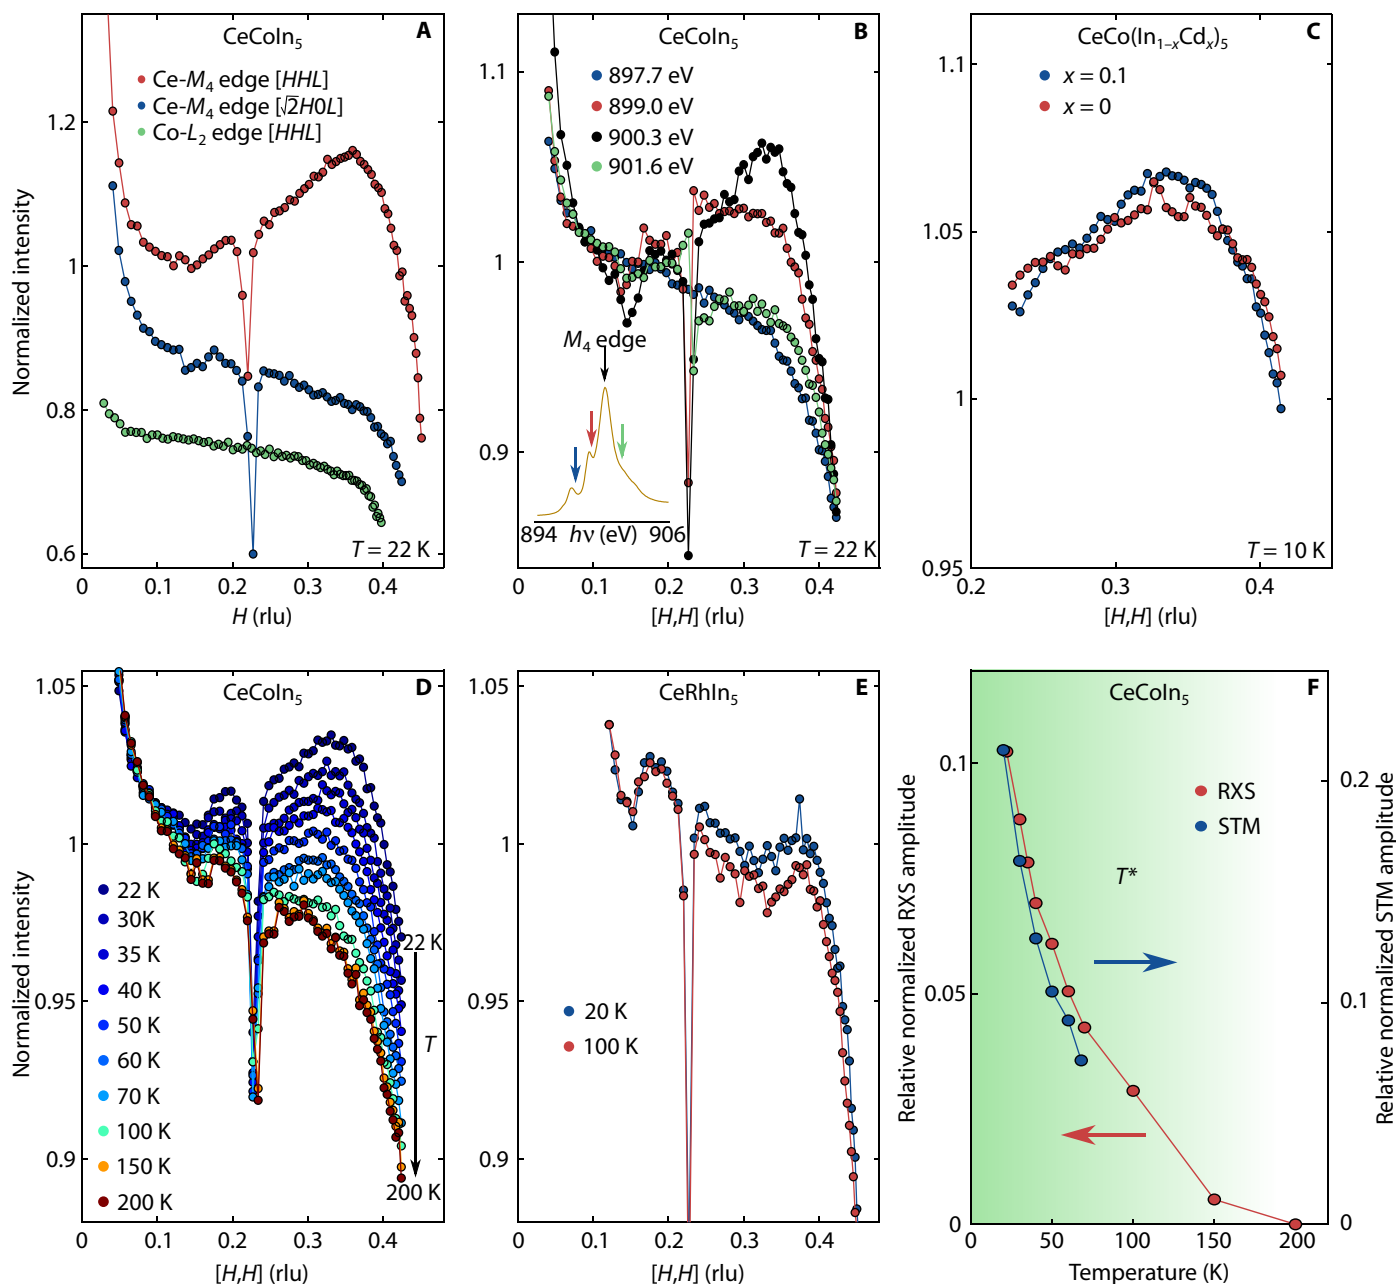 A
CeCoIn₅
Ce-M₄ edge [HHL]
Ce-M₄ edge [√2H0L]
Co-L₂ edge [HHL]
Normalized intensity
1.2
1
0.8
0.6
T = 22 K
0
0.1
0.2
0.3
0.4
H (rlu)
B
CeCoIn₅
897.7 eV
899.0 eV
900.3 eV
901.6 eV
1.1
1
0.9
M₄ edge
894
hν (eV)
906
T = 22 K
0
0.1
0.2
0.3
0.4
[H,H] (rlu)
C
CeCo(In₁₋ₓCdₓ)₅
x = 0.1
x = 0
1.1
1.05
1
0.95
T = 10 K
0.2
0.3
0.4
[H,H] (rlu)
D
CeCoIn₅
Normalized intensity
1.05
1
0.95
0.9
22 K
30K
35 K
40 K
50 K
60 K
70 K
100 K
150 K
200 K
22 K
T
200 K
0
0.1
0.2
0.3
0.4
[H,H] (rlu)
E
CeRhIn₅
1.05
1
0.95
0.9
20 K
100 K
0
0.1
0.2
0.3
0.4
[H,H] (rlu)
F
CeCoIn₅
Relative normalized RXS amplitude
0.1
0.05
0
RXS
STM
T*
0.2
0.1
0
Relative normalized STM amplitude
0
50
100
150
200
Temperature (K)